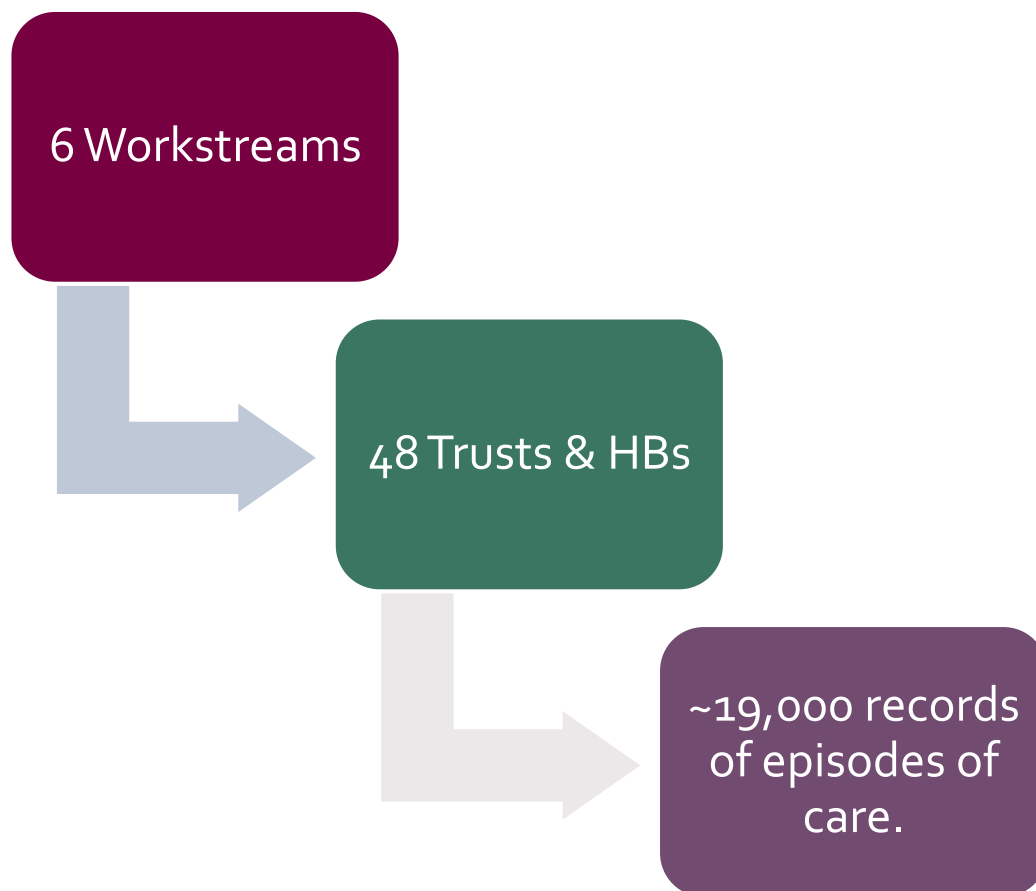 6 Workstreams
48 Trusts & HBs
~19,000 records
of episodes of
care.